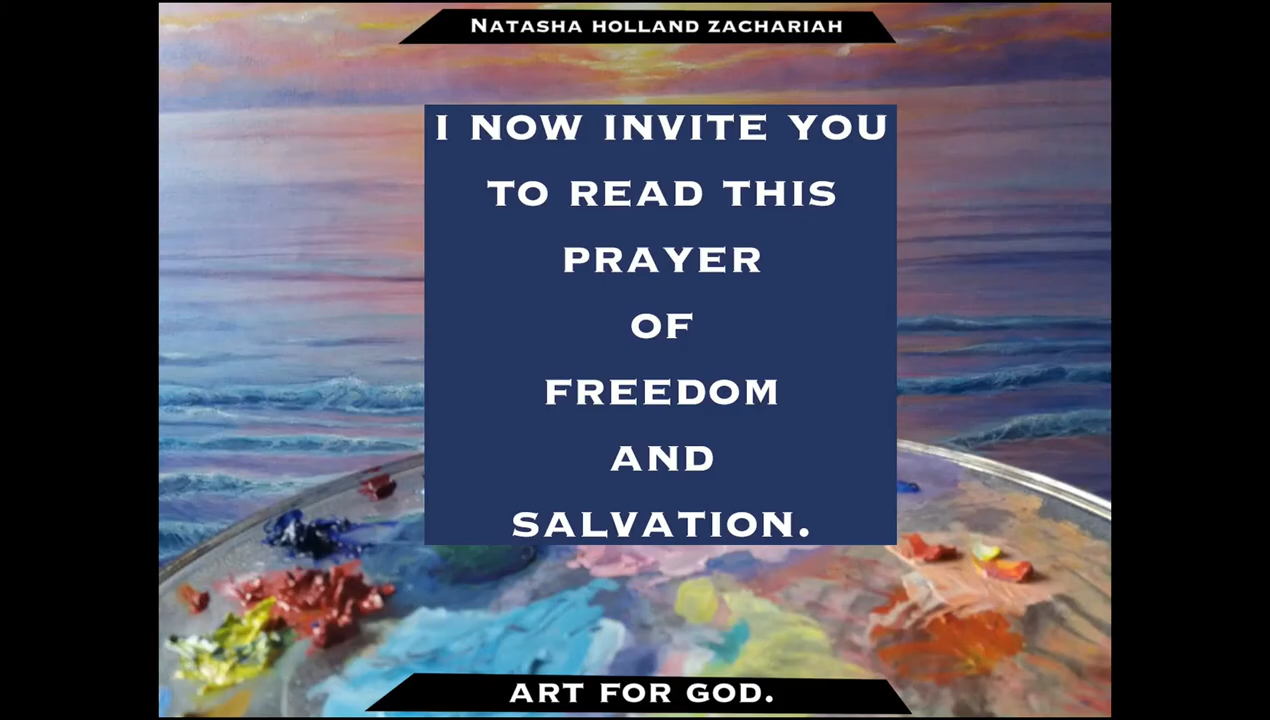 NATASHA HOLLAND ZACHARIAH
I NOW INVITE YOU
TO READ THIS
PRAYER
OF
FREEDOM
AND
SALVATION.
ART FOR GOD.